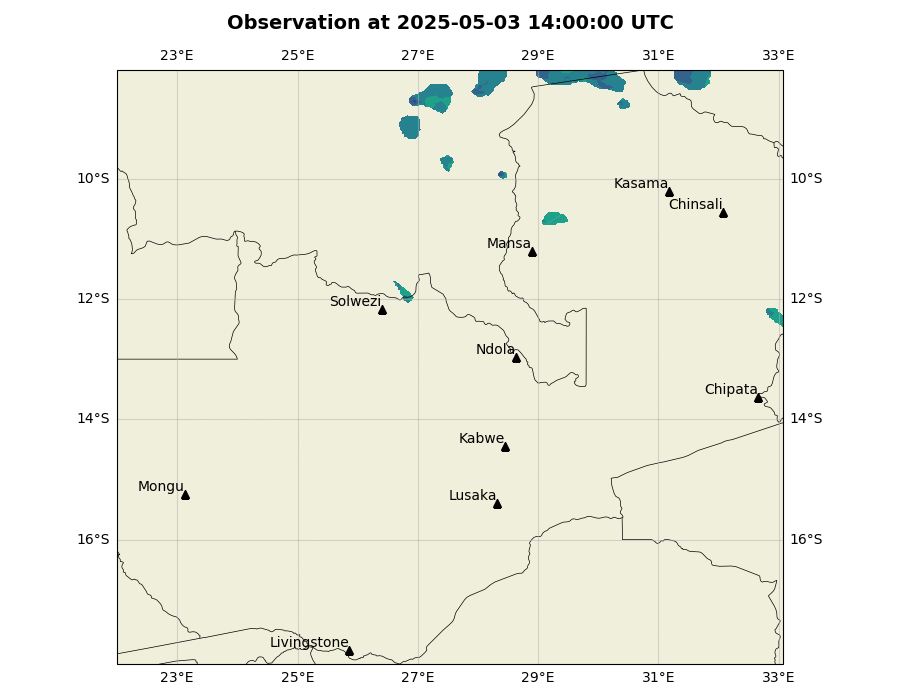 Observation at 2025-05-03 14:00:00 UTC
23°E 25°E 27°E 29°E 31°E 33°E
10°S 10°S
Kasama
Chinsali
Mansa
12°S 12°S
Solwezi
Ndola
Chipata
14°S 14°S
Kabwe
Mongu
Lusaka
16°S 16°S
Livingstone
23°E 25°E 27°E 29°E 31°E 33°E